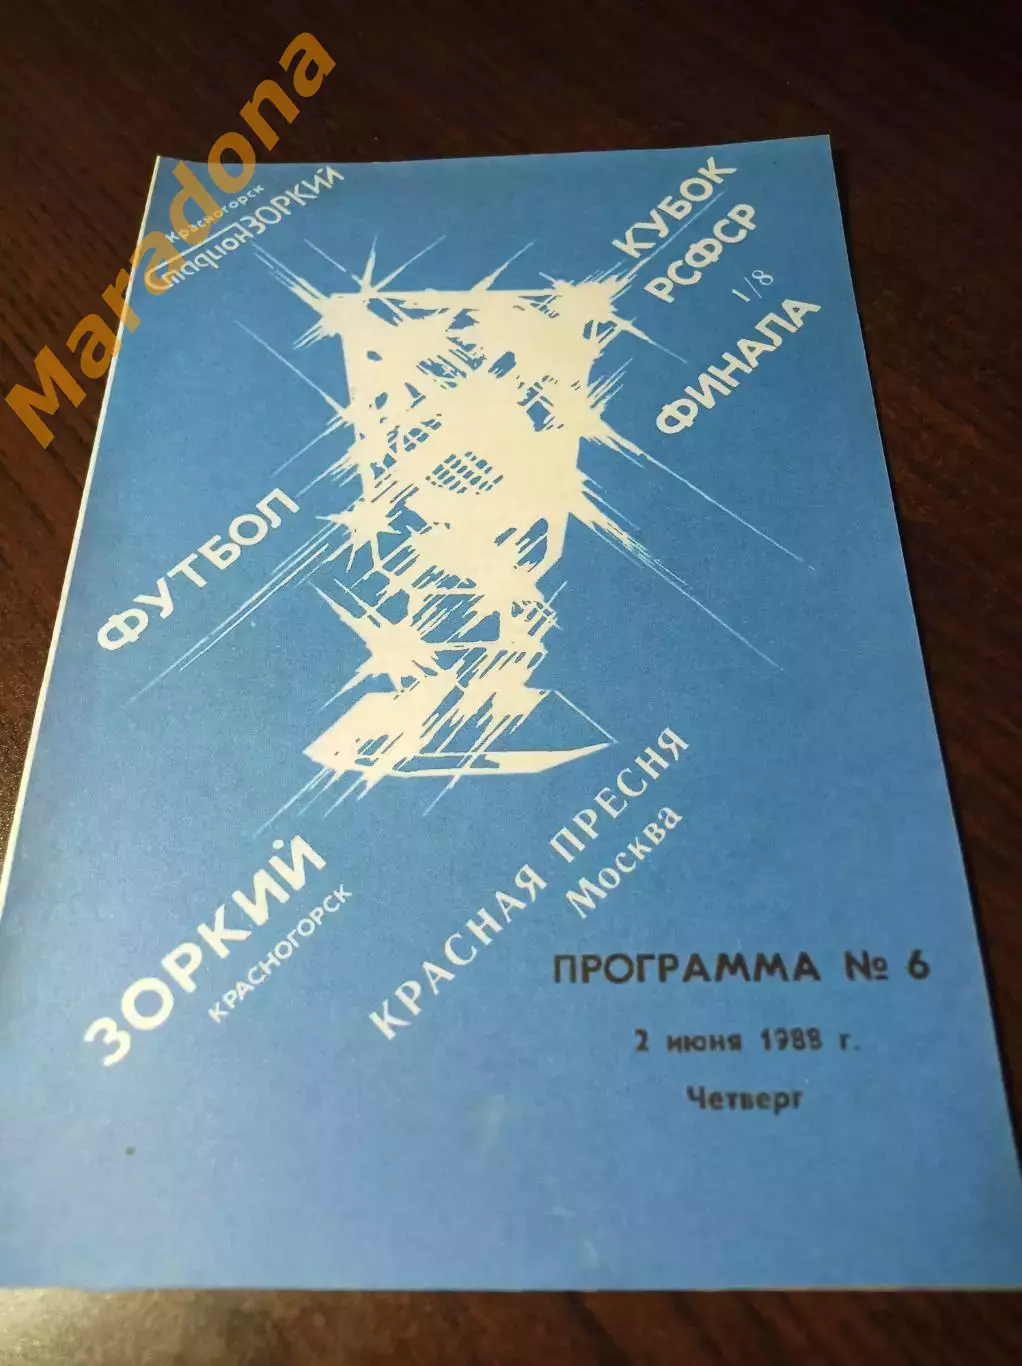 Maradona
Красногорск
Стадион ЗОРКИЙ
КУБОК
РСФСР
1/8
ФИНАЛА
ФУТБОЛ
ЗОРКИЙ
КРАСНОГОРСК
КРАСНАЯ ПРЕСНЯ
Москва
ПРОГРАММА № 6
2 июня 1988 г.
Четверг